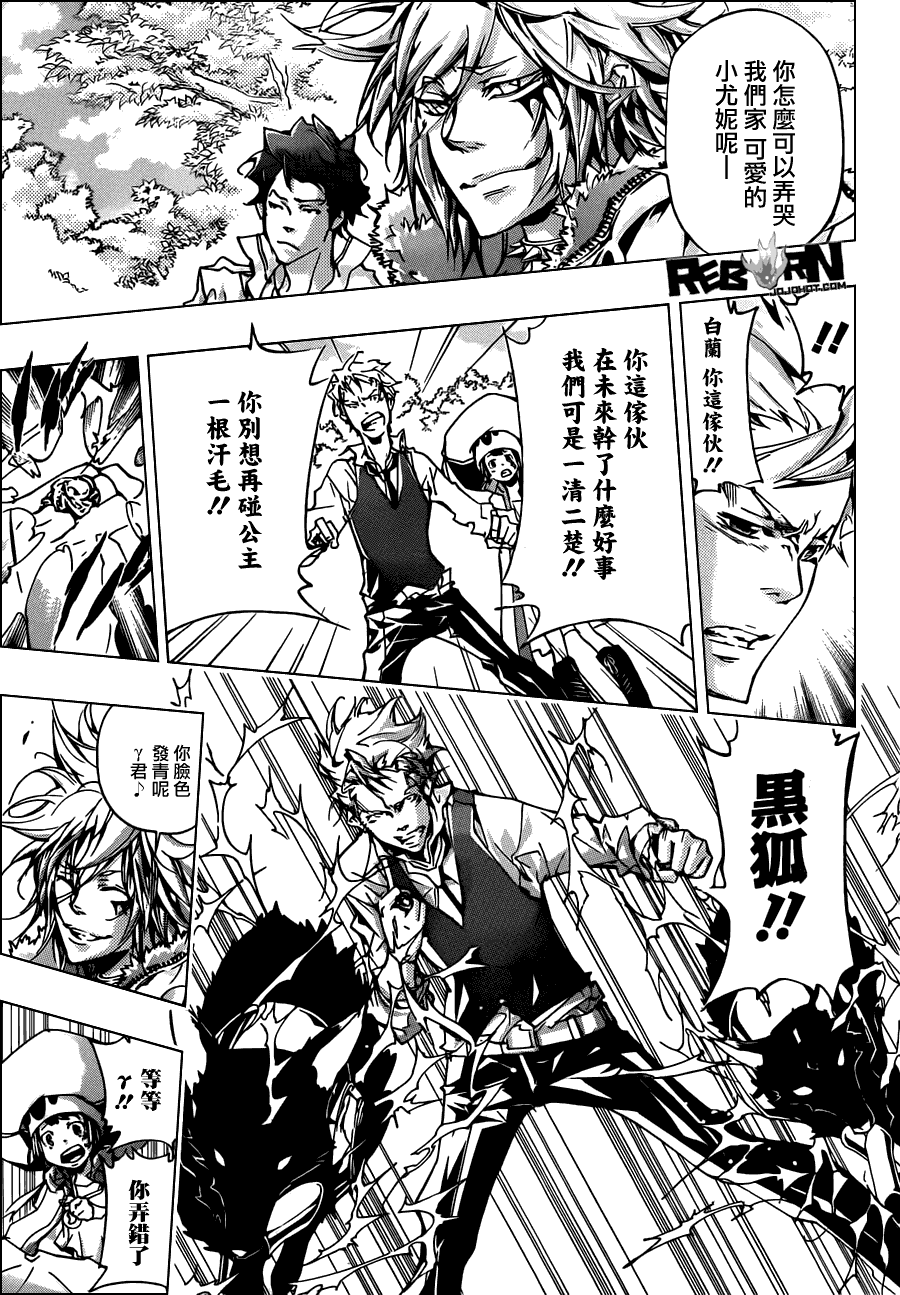 你怎麼可以弄哭
我們家 可愛的
小尤妮呢—
REBORN
JOJOHOT.COM
!!
白蘭 你這傢伙!!
你這傢伙
在未來幹了什麼好事
我們可是一清二楚!!
你別想再碰公主
一根汗毛!!
黑狐!!
你臉色
發青呢
γ君♪
等等
γ!!
你弄錯了